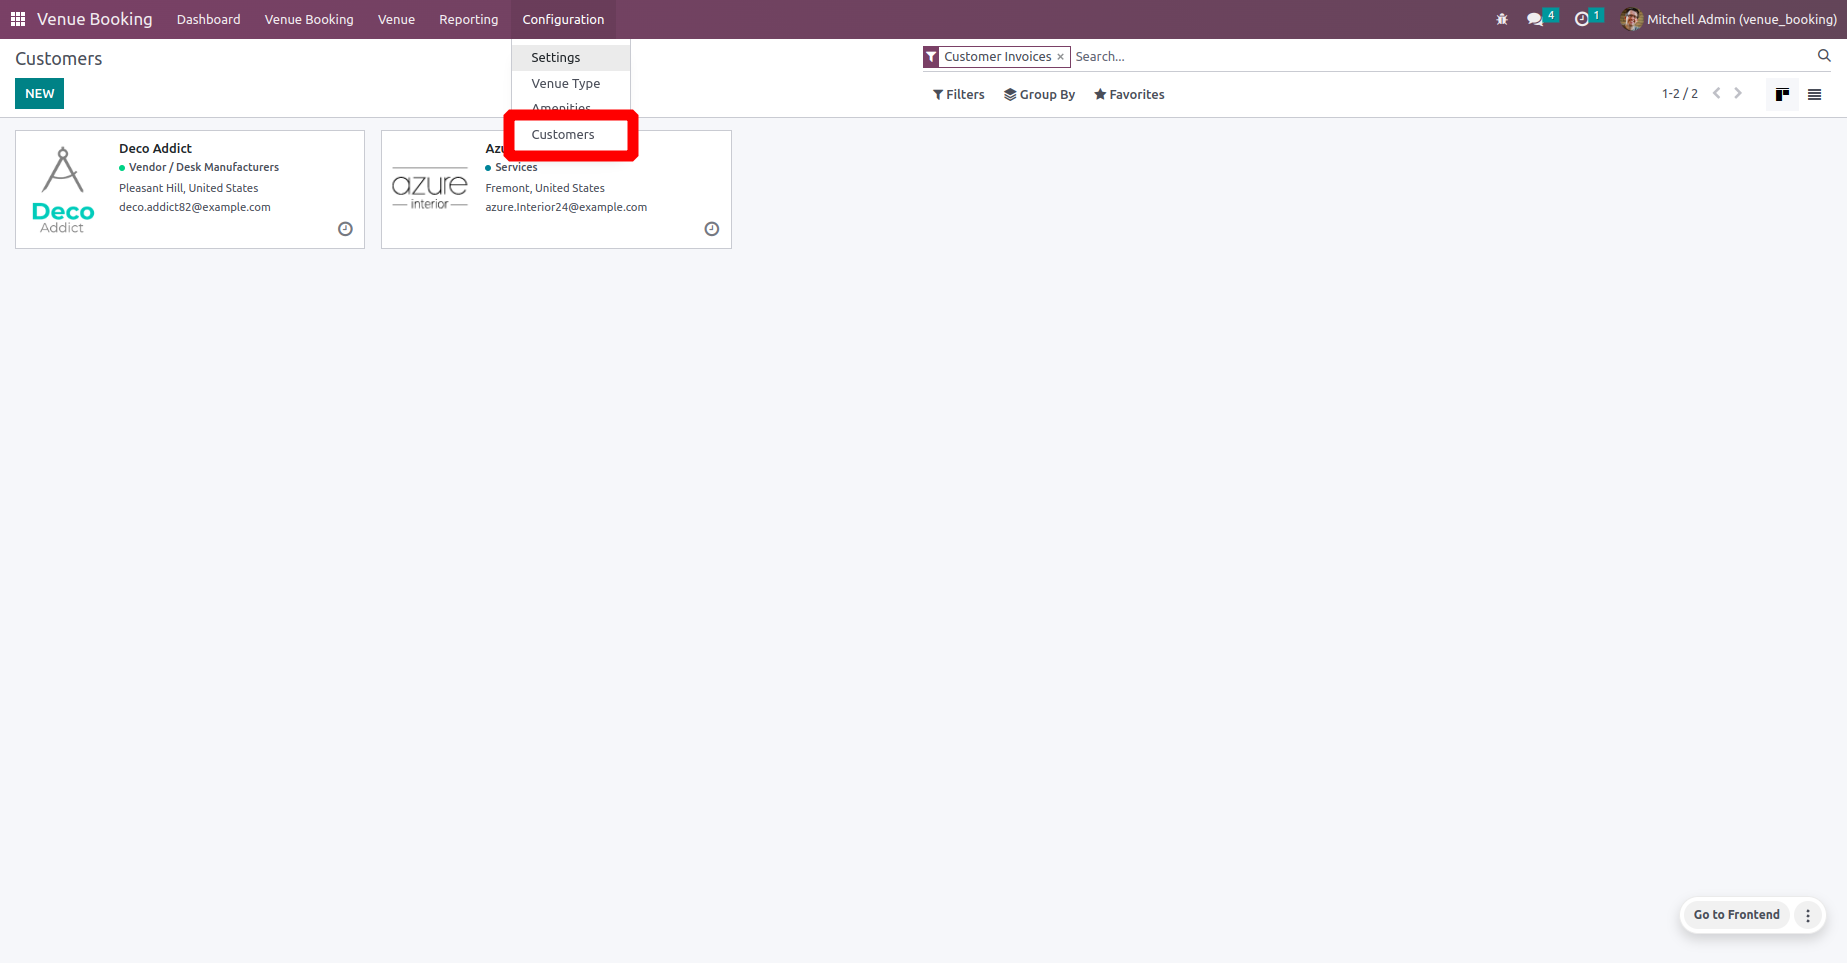 Venue Booking Dashboard Venue Booking Venue Reporting Configuration 4 1 Mitchell Admin (venue_booking)
Customers
NEW
Settings
Venue Type
Amenities
Customers
Customer Invoices × Search...
Filters Group By Favorites 1-2 / 2
Deco Addict
Vendor / Desk Manufacturers
Pleasant Hill, United States
deco.addict82@example.com
Deco
Addict
Services
Fremont, United States
azure.Interior24@example.com
azure
interior
Go to Frontend